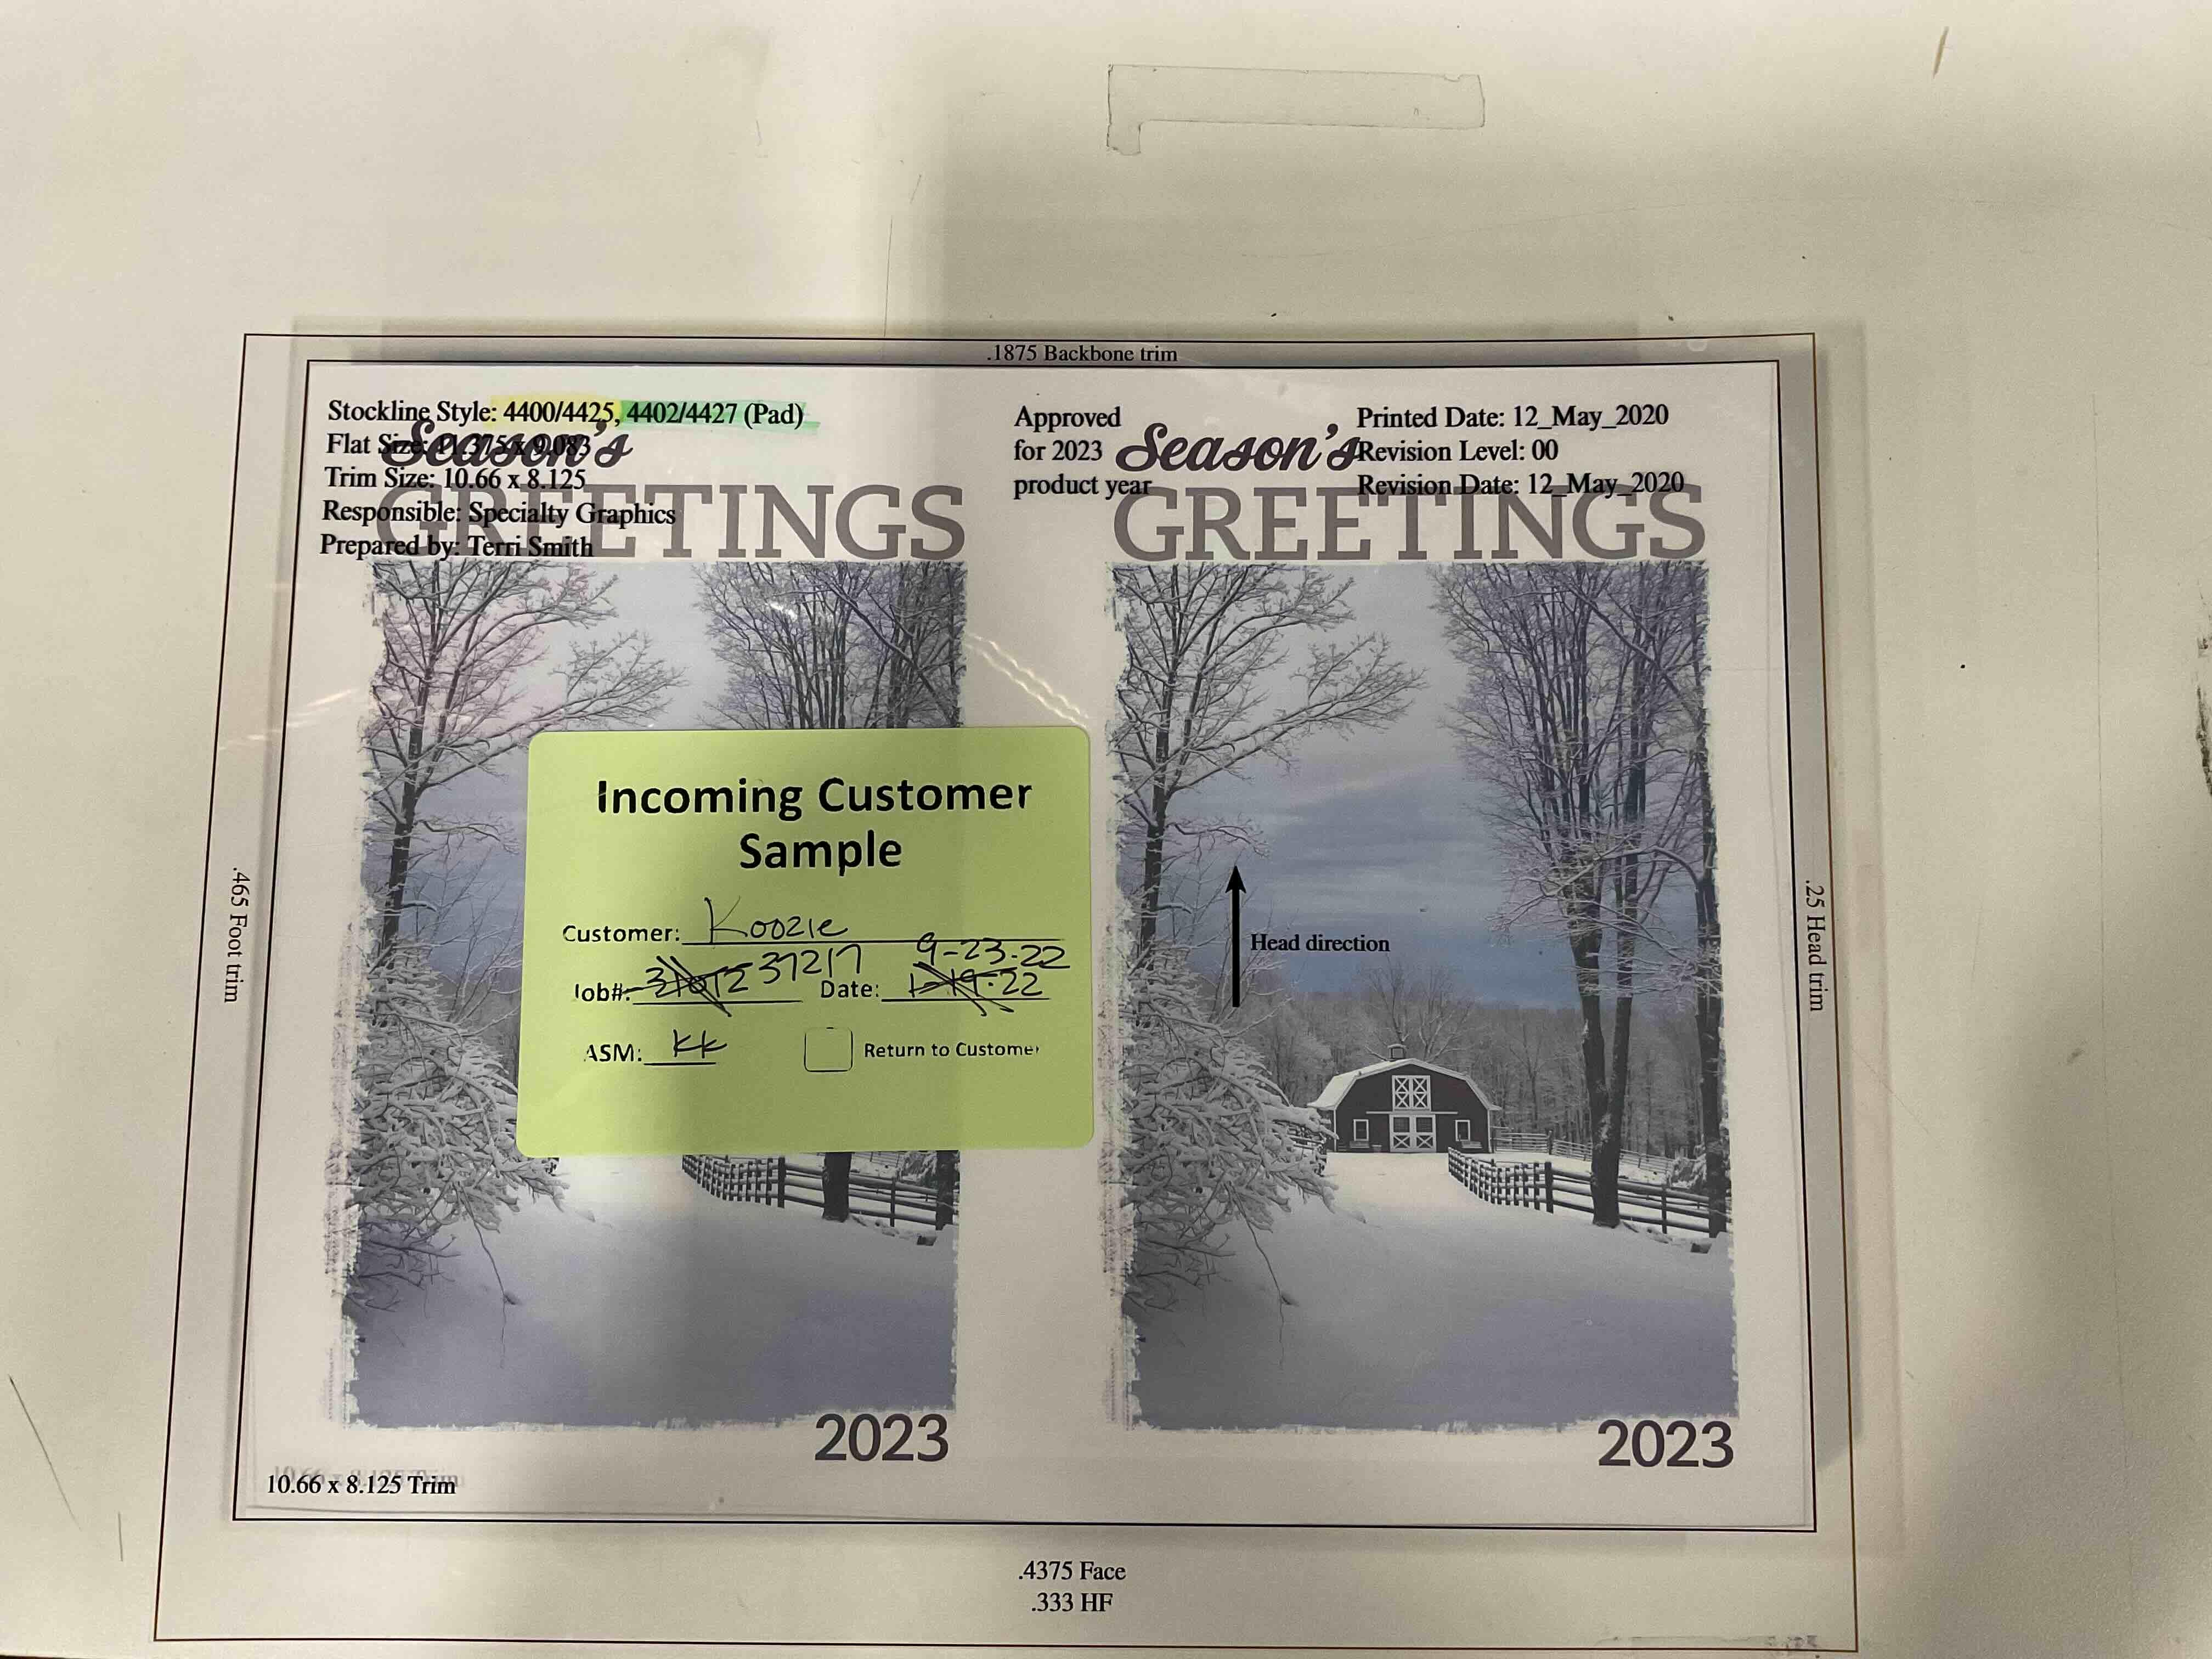 .1875 Backbone trim
Stockline Style: 4400/4425, 4402/4427 (Pad)
Flat Size: 11.375 x 9.083
Trim Size: 10.66 x 8.125
Responsible: Specialty Graphics
Prepared by: Terri Smith
Season's
GREETINGS
Approved
for 2023
product year
Printed Date: 12_May_2020
Revision Level: 00
Revision Date: 12_May_2020
Season's
GREETINGS
.465 Foot trim
Incoming Customer
Sample
Customer: Koozie
Job#: 37217 Date: 9-23-22
ASM: KK Return to Customer
Head direction
.25 Head trim
2023
2023
10.66 x 8.125 Trim
.4375 Face
.333 HF